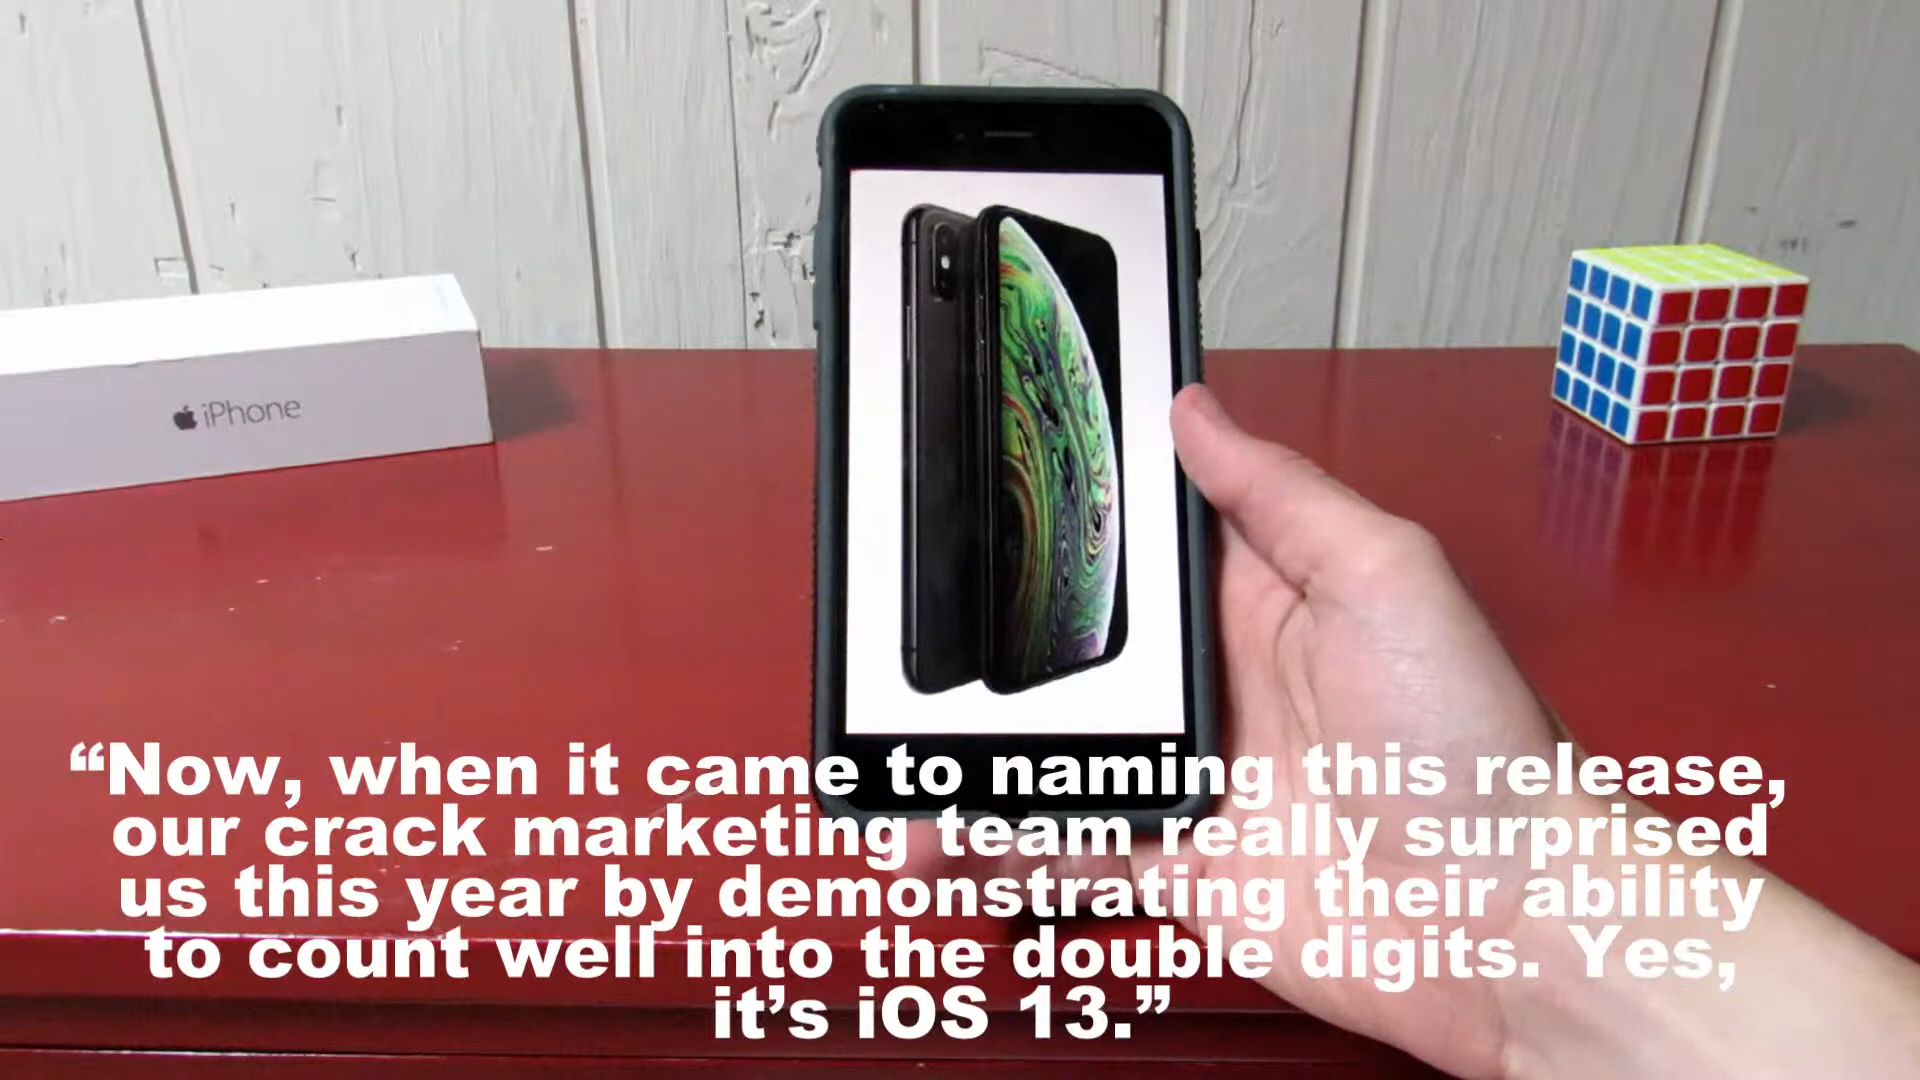 iPhone
“Now, when it came to naming this release,
our crack marketing team really surprised
us this year by demonstrating their ability
to count well into the double digits. Yes,
it’s iOS 13.”